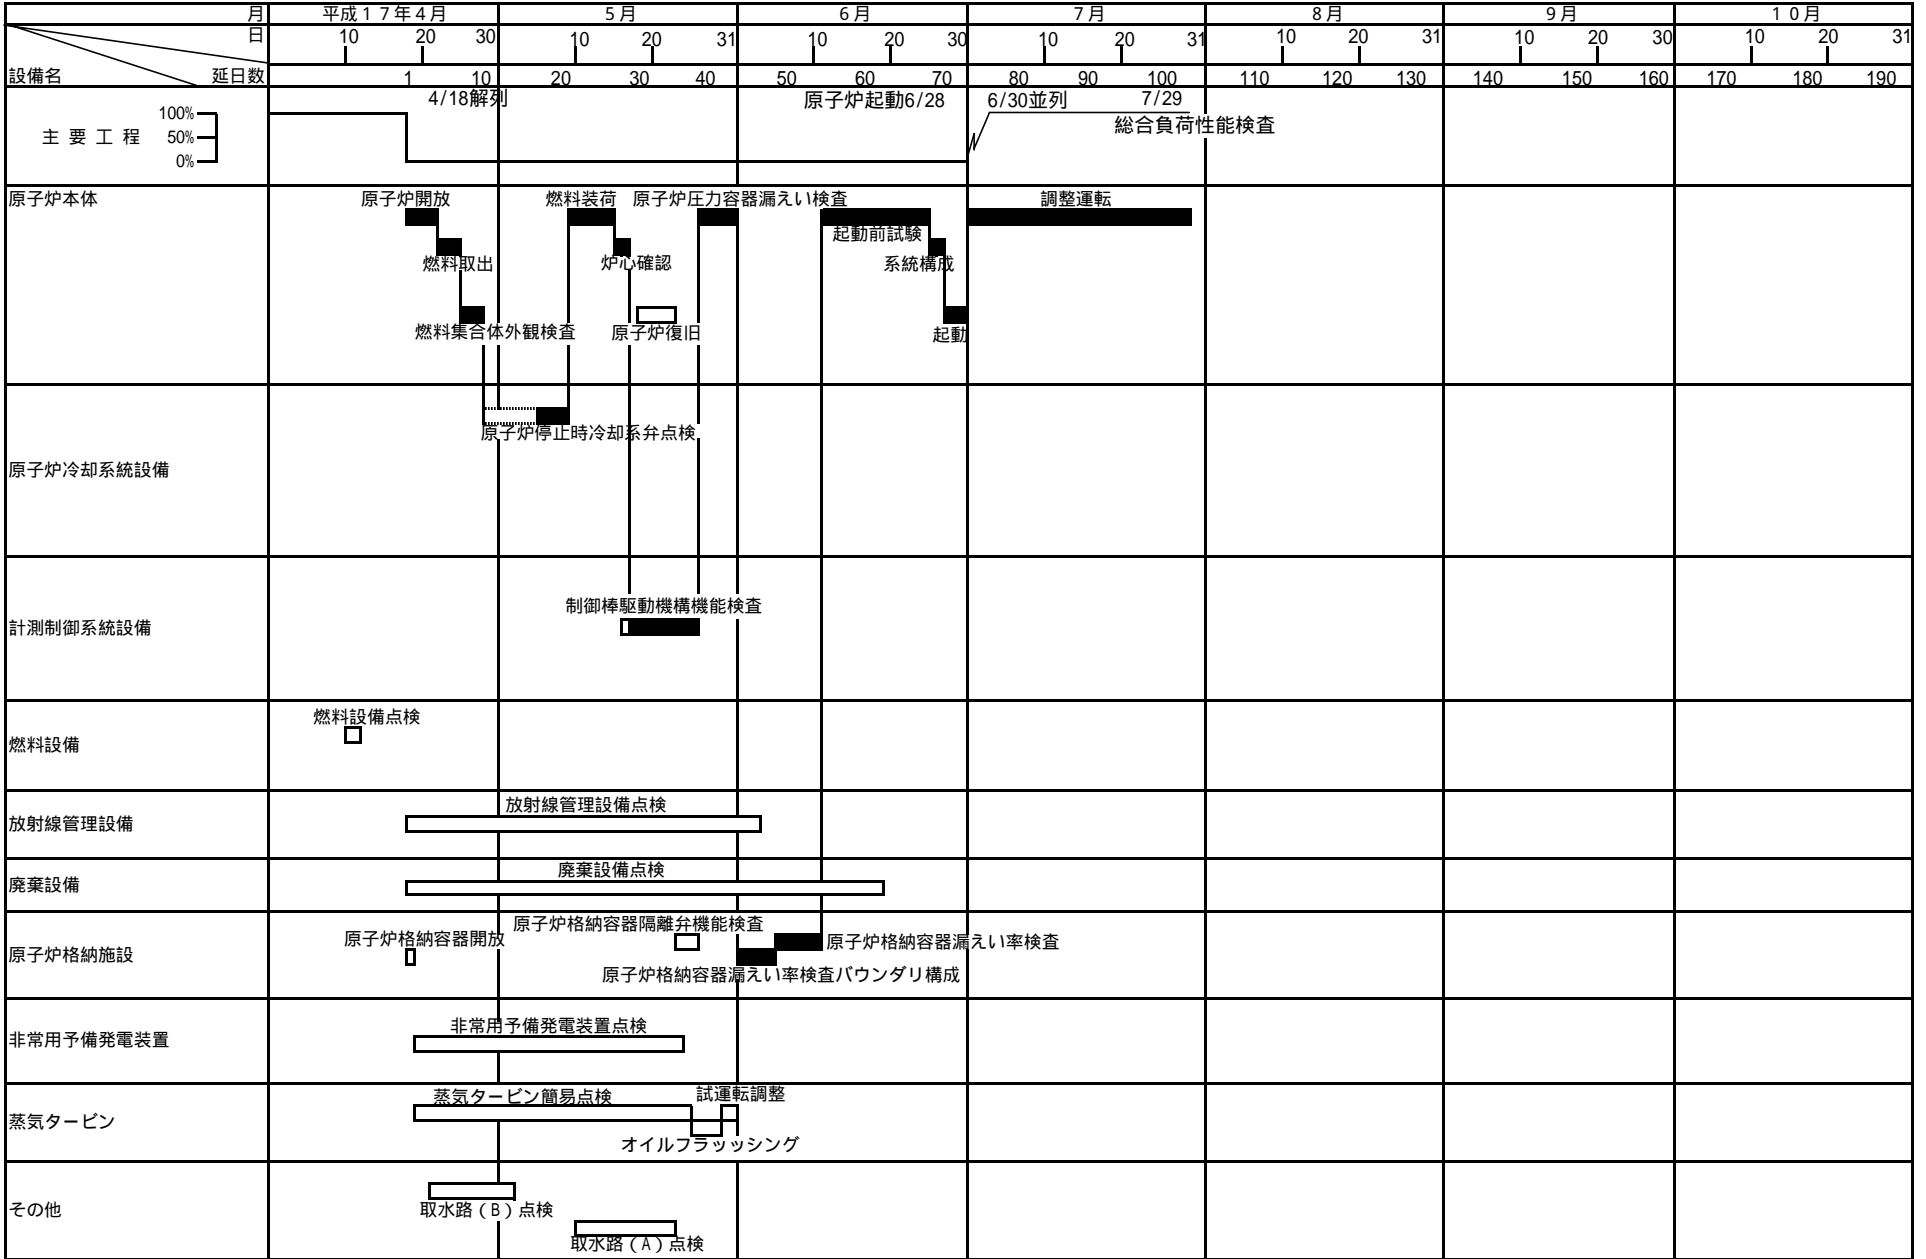 月 平成１７年４月 ５月 ６月 ７月 ８月 ９月 １０月
日 10 20 30 10 20 31 10 20 30 10 20 31 10 20 31 10 20 30 10 20 31
設備名 延日数 1 10 20 30 40 50 60 70 80 90 100 110 120 130 140 150 160 170 180 190
4/18解列 原子炉起動6/28 6/30並列 7/29
主要工程 100%
50%
0%
総合負荷性能検査
原子炉本体 原子炉開放 燃料装荷 原子炉圧力容器漏えい検査 調整運転
起動前試験
燃料取出 炉心確認 系統構成
燃料集合体外観検査 原子炉復旧 起動
原子炉停止時冷却系弁点検
原子炉冷却系統設備
制御棒駆動機構機能検査
計測制御系統設備
燃料設備点検
燃料設備
放射線管理設備点検
放射線管理設備
廃棄設備点検
廃棄設備
原子炉格納容器隔離弁機能検査
原子炉格納容器開放 原子炉格納容器漏えい率検査
原子炉格納施設
原子炉格納容器漏えい率検査バウンダリ構成
非常用予備発電装置点検
非常用予備発電装置
蒸気タービン簡易点検 試運転調整
蒸気タービン
オイルフラッッシング
その他
取水路（Ｂ）点検
取水路（Ａ）点検